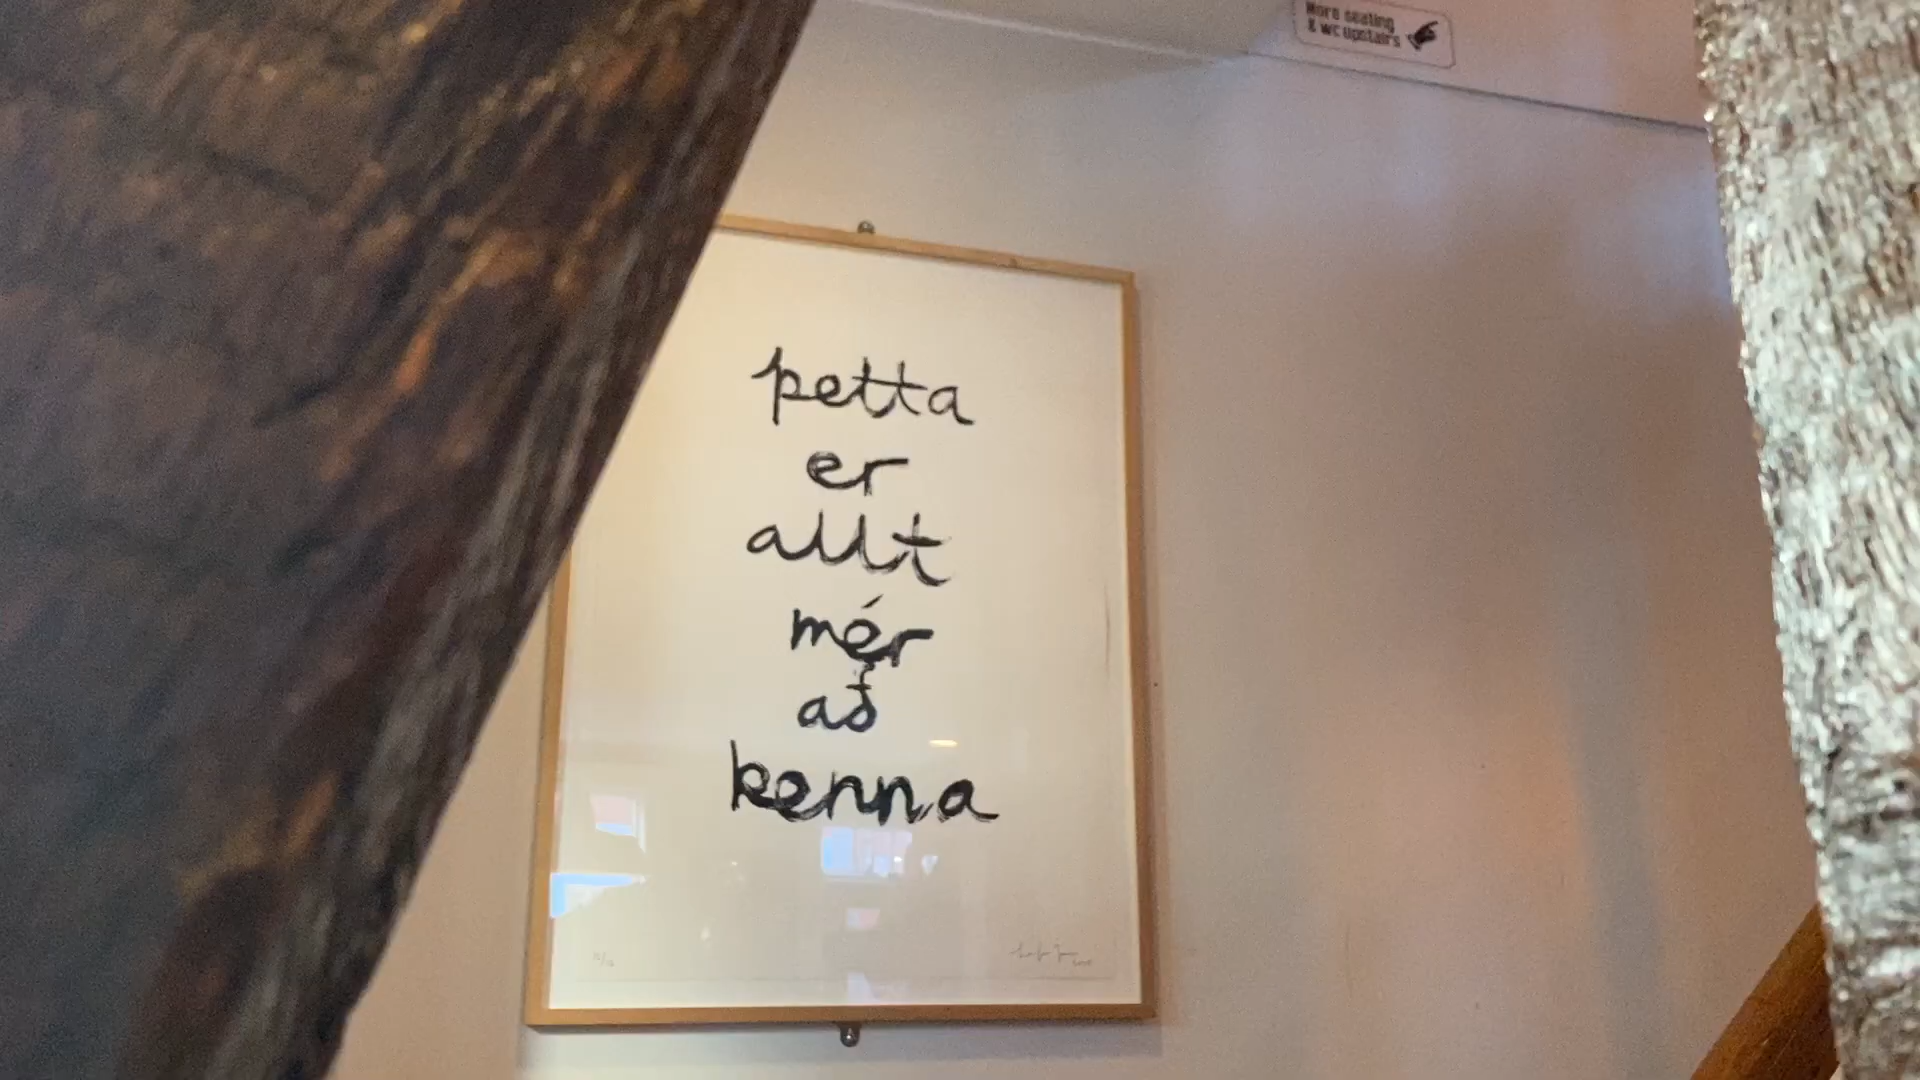 More seating
& wc upstairs
þetta
er
allt
mér
að
kenna